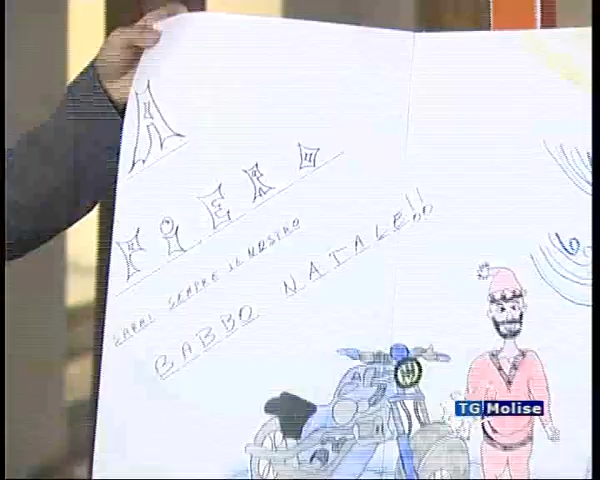 A
PIERO
SARAI SEMPRE IL NOSTRO
BABBO NATALE!!
TG Molise